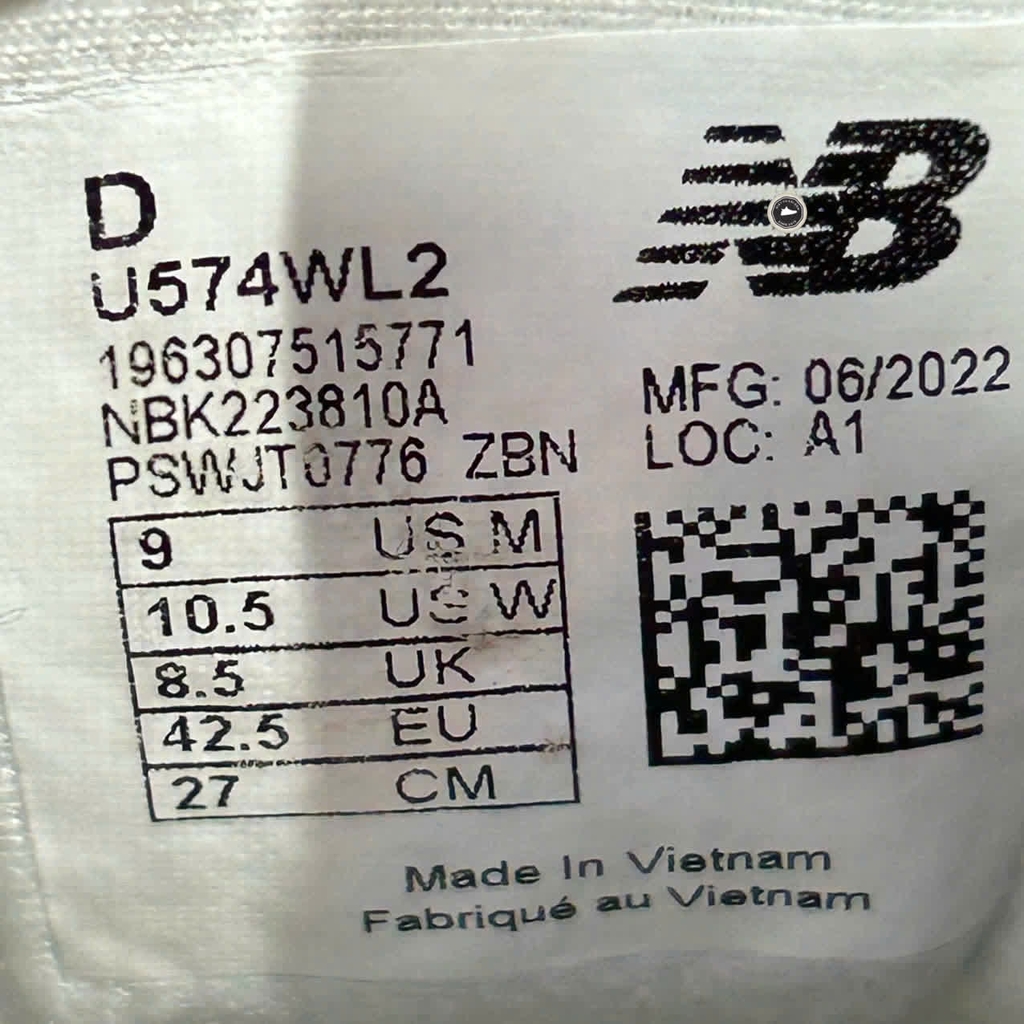 D
NB
U574WL2
196307515771
NBK223810A
PSWJT0776 ZBN
MFG: 06/2022
LOC: A1
9 US M
10.5 US W
8.5 UK
42.5 EU
27 CM
Made In Vietnam
Fabriqué au Vietnam